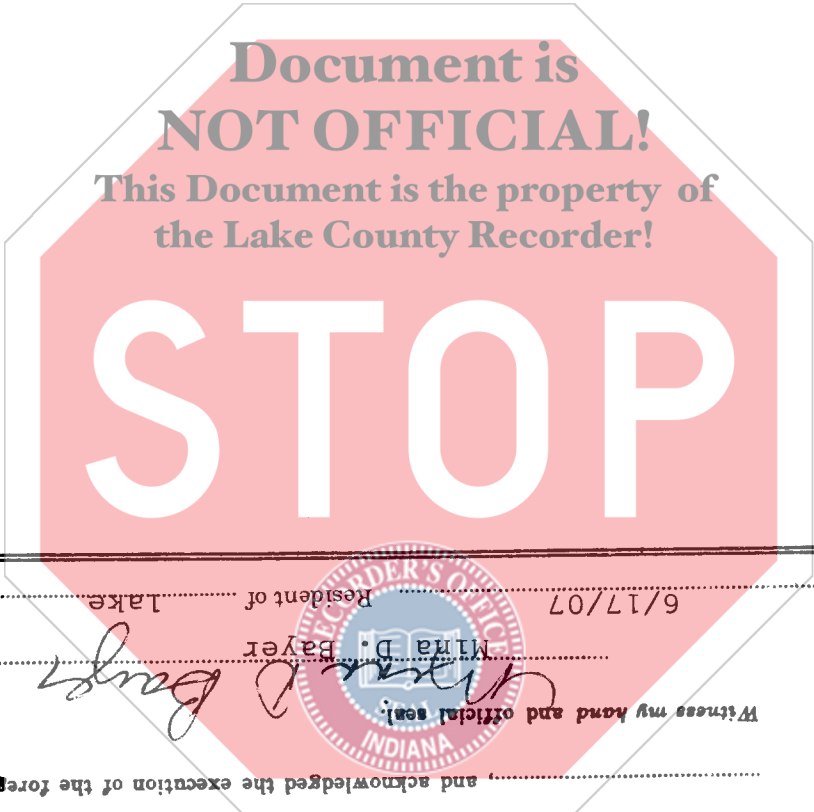 Document is
NOT OFFICIAL!
This Document is the property of
the Lake County Recorder!
STOP
and acknowledged the execution of the
Witness my hand and official seal.
Mina D. Bayer
Mina D. Bayer
6/17/07 Resident of Lake
RECORDER'S OFFICE
INDIANA